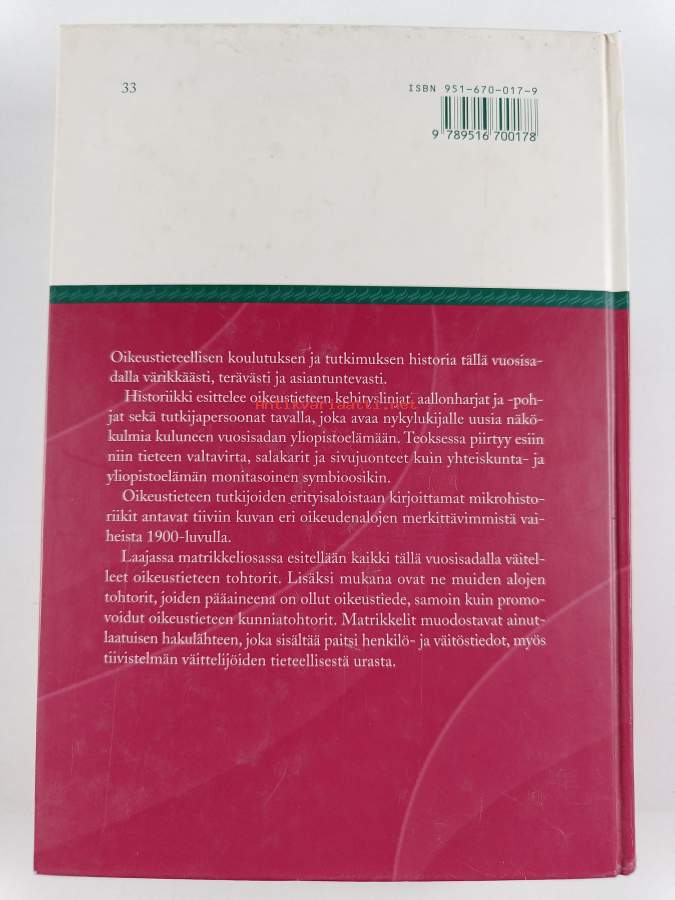 33
ISBN 951-670-017-9
9 789516 700178
Oikeustieteellisen koulutuksen ja tutkimuksen historia tällä vuosisa-
dalla värikkäästi, terävästi ja asiantuntevasti.
Historiikki esittelee oikeustieteen kehityslinjat, aallonharjat ja -poh-
Antikvariaatti.net
jat sekä tutkijapersoonat tavalla, joka avaa nykylukijalle uusia näkö-
kulmia kuluneen vuosisadan yliopistoelämään. Teoksessa piirtyy esiin
niin tieteen valtavirta, salakarit ja sivujuonteet kuin yhteiskunta- ja
yliopistoelämän monitasoinen symbioosikin.
Oikeustieteen tutkijoiden erityisaloistaan kirjoittamat mikrohisto-
riikit antavat tiiviin kuvan eri oikeudenalojen merkittävimmistä vai-
heista 1900-luvulla.
Laajassa matrikkeliosassa esitellään kaikki tällä vuosisadalla väitel-
leet oikeustieteen tohtorit. Lisäksi mukana ovat ne muiden alojen
tohtorit, joiden pääaineena on ollut oikeustiede, samoin kuin promo-
voidut oikeustieteen kunniatohtorit. Matrikkelit muodostavat ainut-
laatuisen hakulähteen, joka sisältää paitsi henkilö- ja väitöstiedot, myös
tiivistelmän väittelijöiden tieteellisestä urasta.